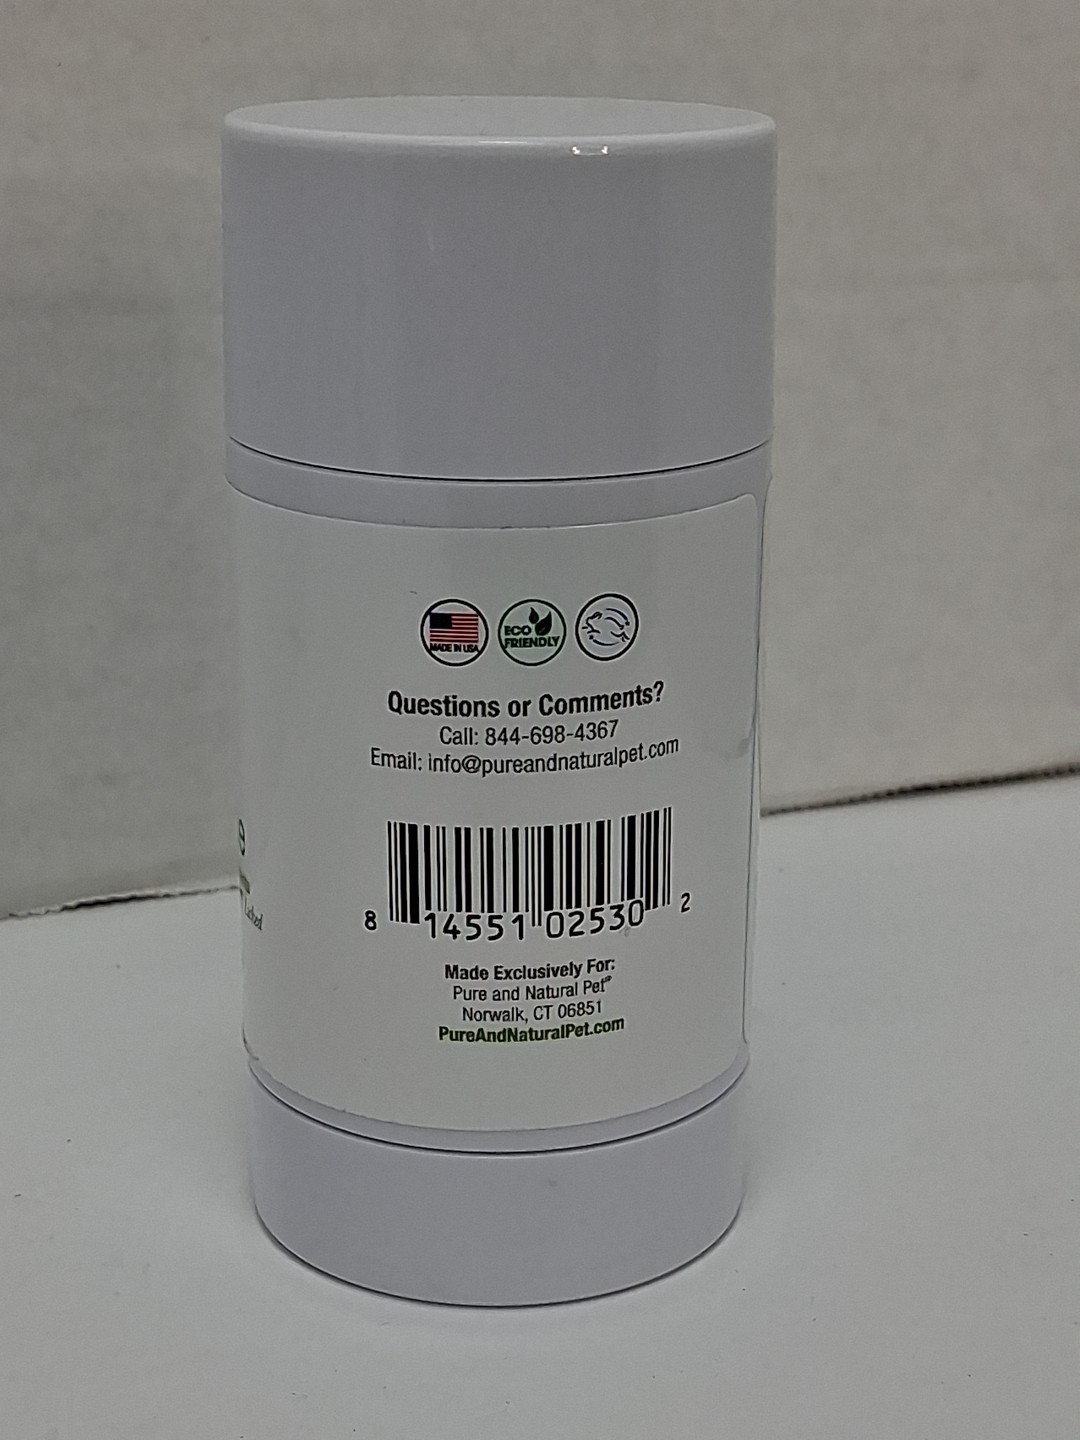 MADE IN USA
ECO
FRIENDLY
Questions or Comments?
Call: 844-698-4367
Email: info@pureandnaturalpet.com
8 14551 02530 2
Made Exclusively For:
Pure and Natural Pet®
Norwalk, CT 06851
PureAndNaturalPet.com